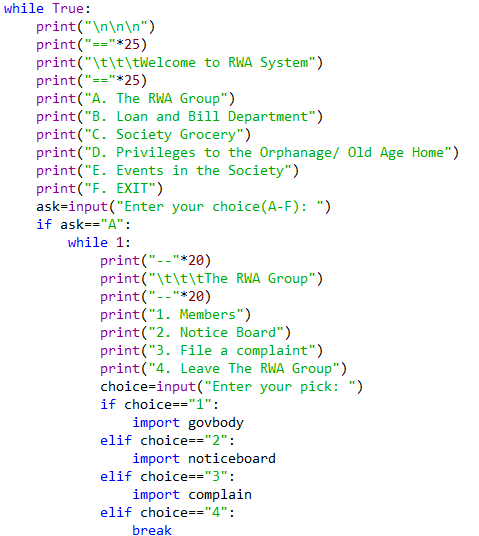 while True:
    print("\n\n\n")
    print("=="*25)
    print("\t\t\tWelcome to RWA System")
    print("=="*25)
    print("A. The RWA Group")
    print("B. Loan and Bill Department")
    print("C. Society Grocery")
    print("D. Privileges to the Orphanage/ Old Age Home")
    print("E. Events in the Society")
    print("F. EXIT")
    ask=input("Enter your choice(A-F): ")
    if ask=="A":
        while 1:
            print("--"*20)
            print("\t\t\tThe RWA Group")
            print("--"*20)
            print("1. Members")
            print("2. Notice Board")
            print("3. File a complaint")
            print("4. Leave The RWA Group")
            choice=input("Enter your pick: ")
            if choice=="1":
                import govbody
            elif choice=="2":
                import noticeboard
            elif choice=="3":
                import complain
            elif choice=="4":
                break